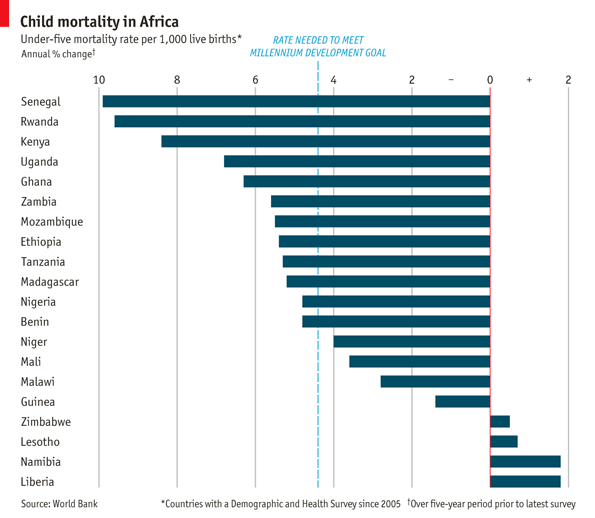 Child mortality in Africa
Under-five mortality rate per 1,000 live births*
Annual % change†
RATE NEEDED TO MEET
MILLENNIUM DEVELOPMENT GOAL
10 8 6 4 2 – 0 + 2
Senegal
Rwanda
Kenya
Uganda
Ghana
Zambia
Mozambique
Ethiopia
Tanzania
Madagascar
Nigeria
Benin
Niger
Mali
Malawi
Guinea
Zimbabwe
Lesotho
Namibia
Liberia
Source: World Bank *Countries with a Demographic and Health Survey since 2005 †Over five-year period prior to latest survey